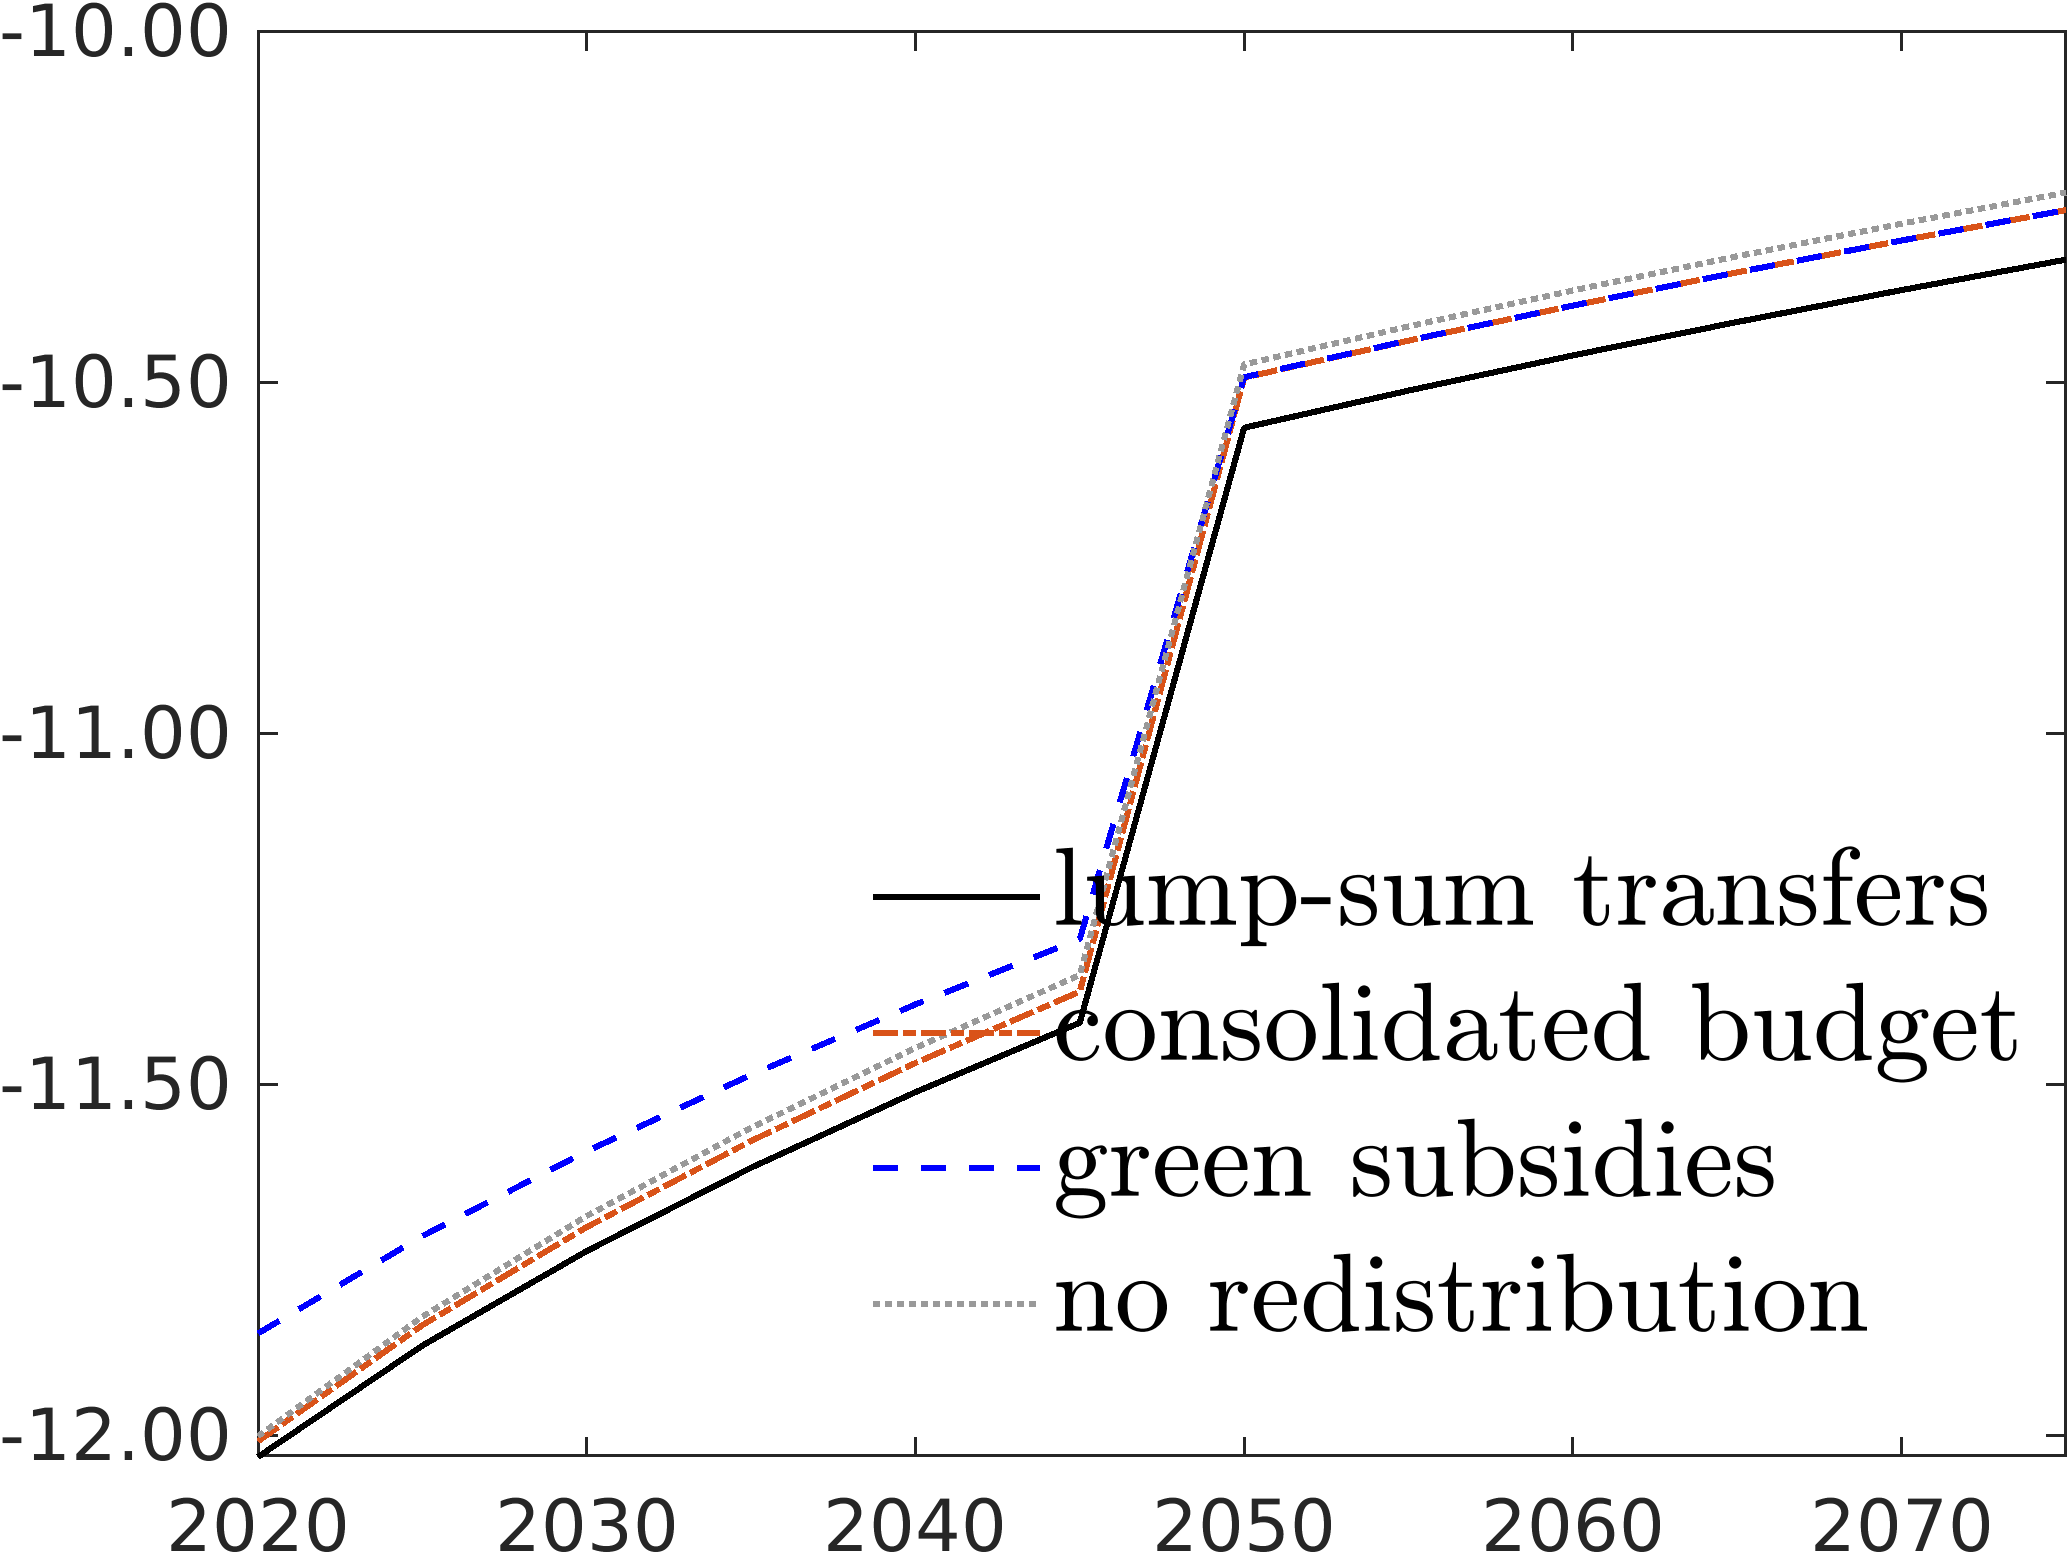 -10.00
-10.50
-11.00
-11.50
-12.00
lump-sum transfers
consolidated budget
green subsidies
no redistribution
2020 2030 2040 2050 2060 2070